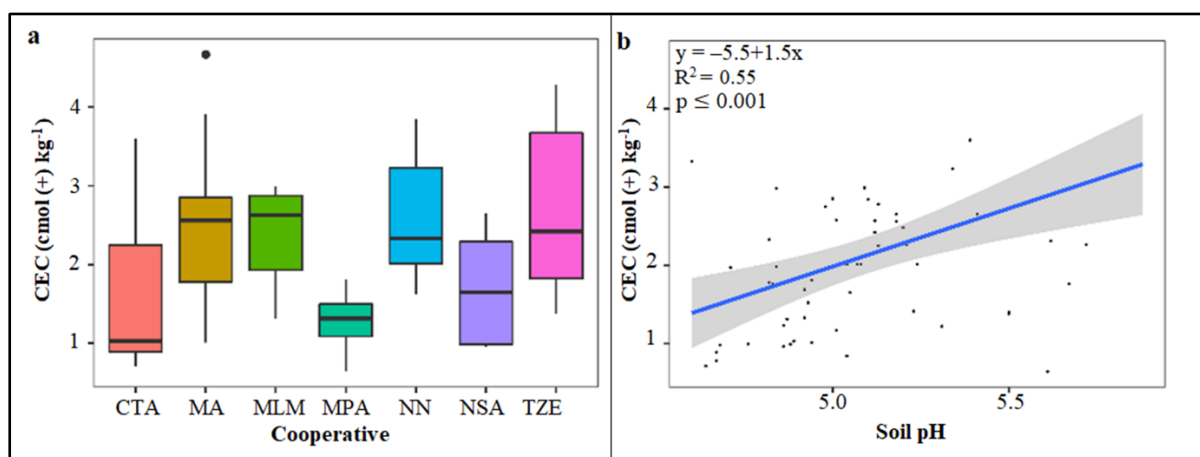 a
CEC (cmol (+) kg⁻¹)
4
3
2
1
CTA MA MLM MPA NN NSA TZE
Cooperative
b
y = –5.5+1.5x
R² = 0.55
p ≤ 0.001
CEC (cmol (+) kg⁻¹)
4
3
2
1
5.0 5.5
Soil pH